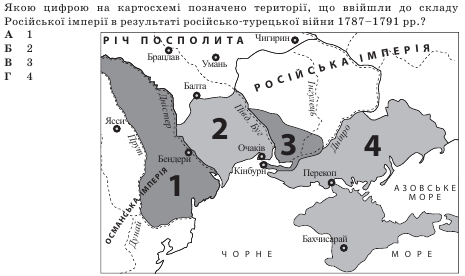 Якою цифрою на картосхемі позначено території, що ввійшли до складу
Російської імперії в результаті російсько-турецької війни 1787–1791 рр.?
А 1
Б 2
В 3
Г 4
РІЧ ПОСПОЛИТА
Чигирин
Брацлав
Умань
РОСІЙСЬКА ІМПЕРІЯ
Балта
Дністер
Півд. Буг
Інгулець
Ясси
Прут
2
3
Дніпро
4
Очаків
Бендери
Кінбурн
Перекоп
1
ОСМАНСЬКА ІМПЕРІЯ
АЗОВСЬКЕ
МОРЕ
Дунай
Бахчисарай
ЧОРНЕ МОРЕ